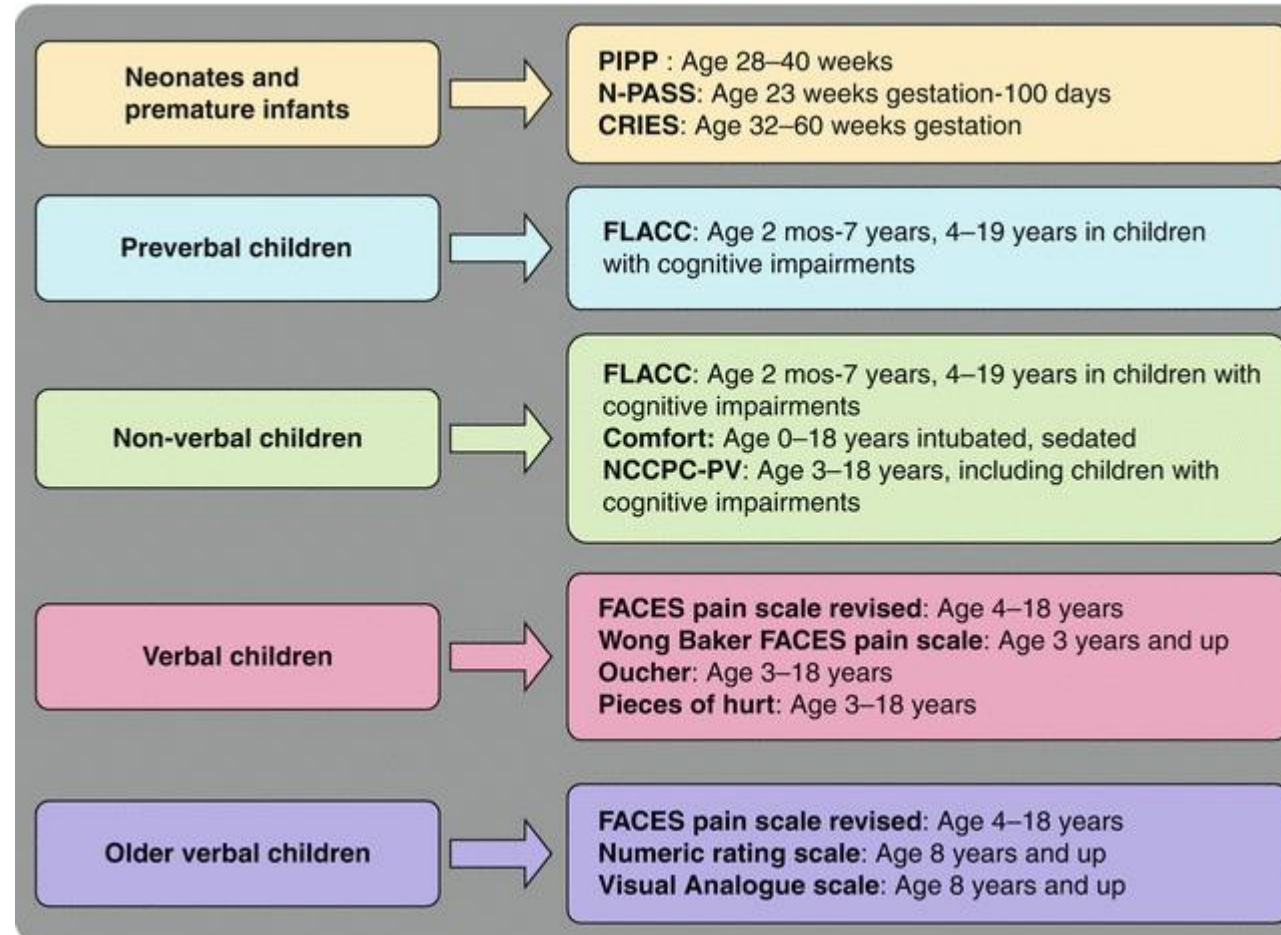 Neonates and
premature infants
PIPP : Age 28–40 weeks
N-PASS: Age 23 weeks gestation-100 days
CRIES: Age 32–60 weeks gestation
Preverbal children
FLACC: Age 2 mos-7 years, 4–19 years in children
with cognitive impairments
Non-verbal children
FLACC: Age 2 mos-7 years, 4–19 years in children with
cognitive impairments
Comfort: Age 0–18 years intubated, sedated
NCCPC-PV: Age 3–18 years, including children with
cognitive impairments
Verbal children
FACES pain scale revised: Age 4–18 years
Wong Baker FACES pain scale: Age 3 years and up
Oucher: Age 3–18 years
Pieces of hurt: Age 3–18 years
Older verbal children
FACES pain scale revised: Age 4–18 years
Numeric rating scale: Age 8 years and up
Visual Analogue scale: Age 8 years and up